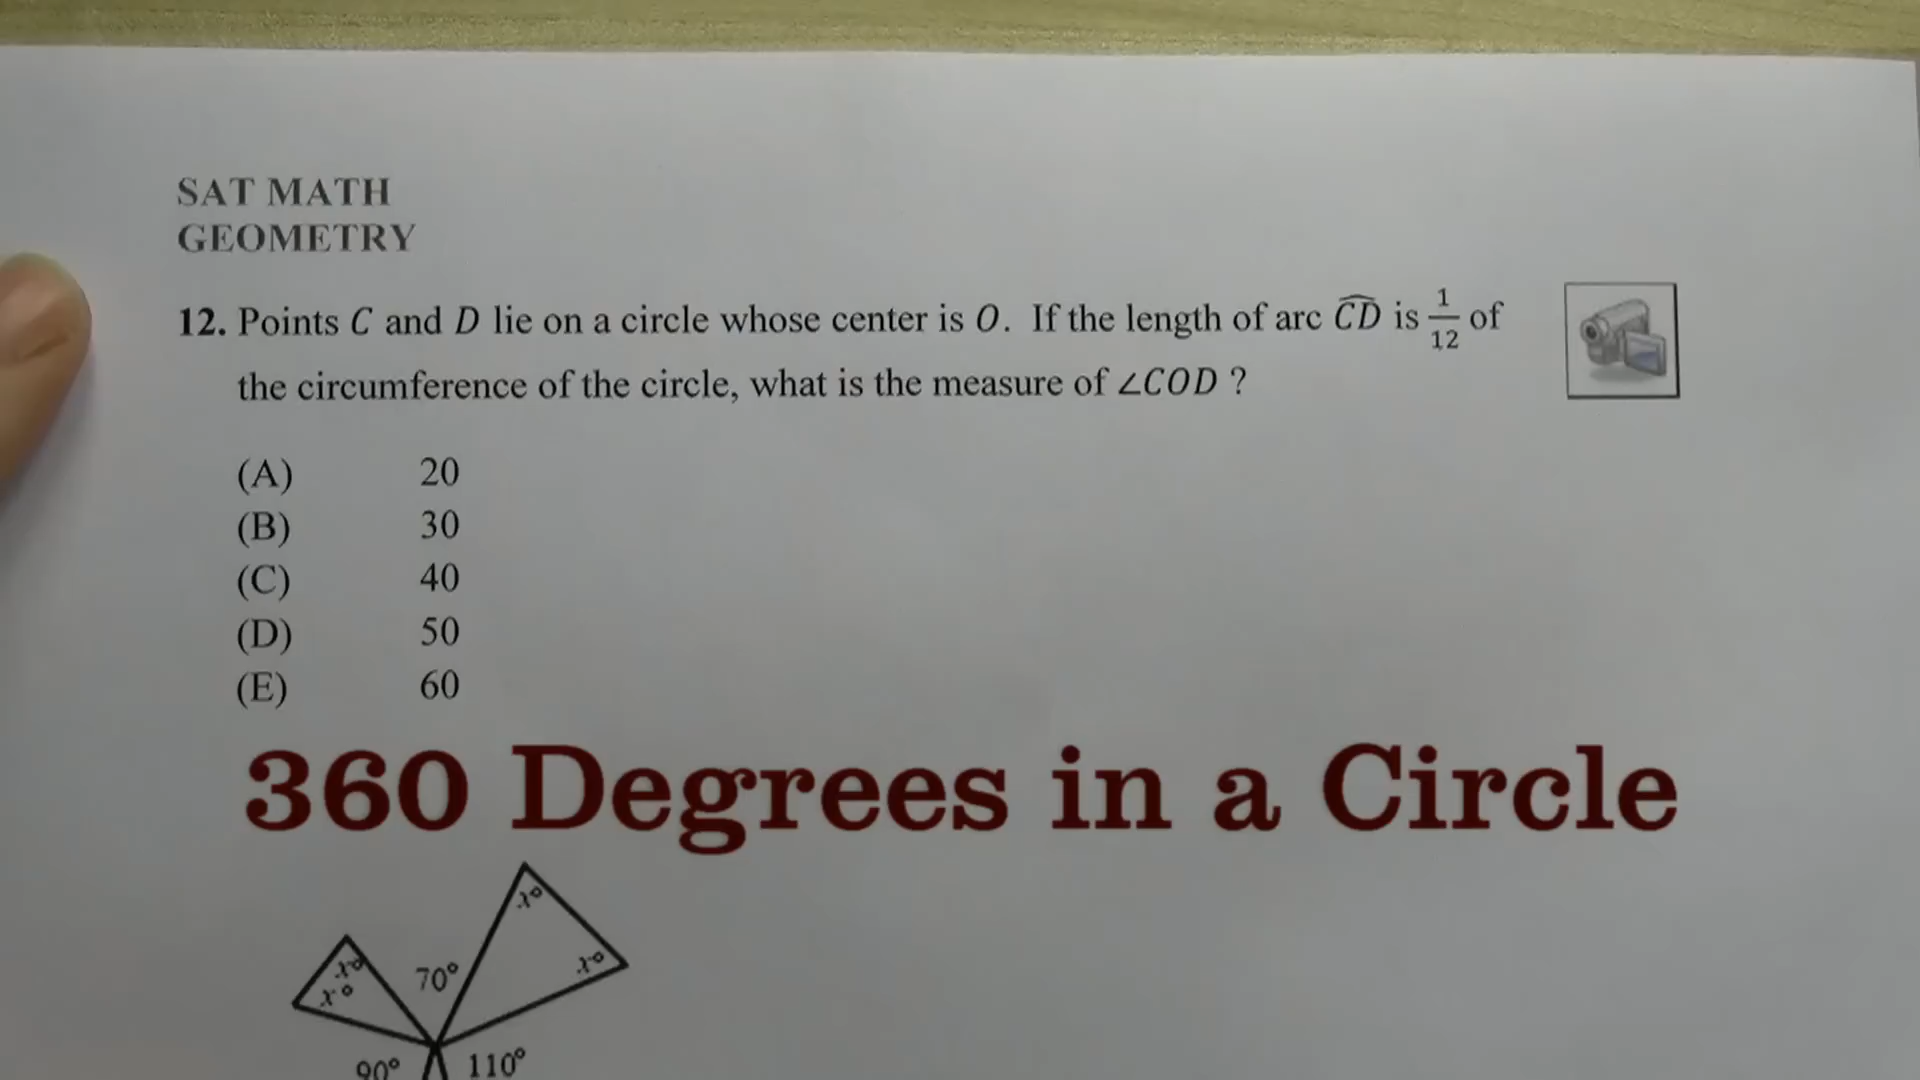 SAT MATH
GEOMETRY
12. Points C and D lie on a circle whose center is O. If the length of arc C͡D is 1/12 of
the circumference of the circle, what is the measure of ∠COD ?
(A) 20
(B) 30
(C) 40
(D) 50
(E) 60
360 Degrees in a Circle
x°
x°
70°
x°
x°
90°
110°